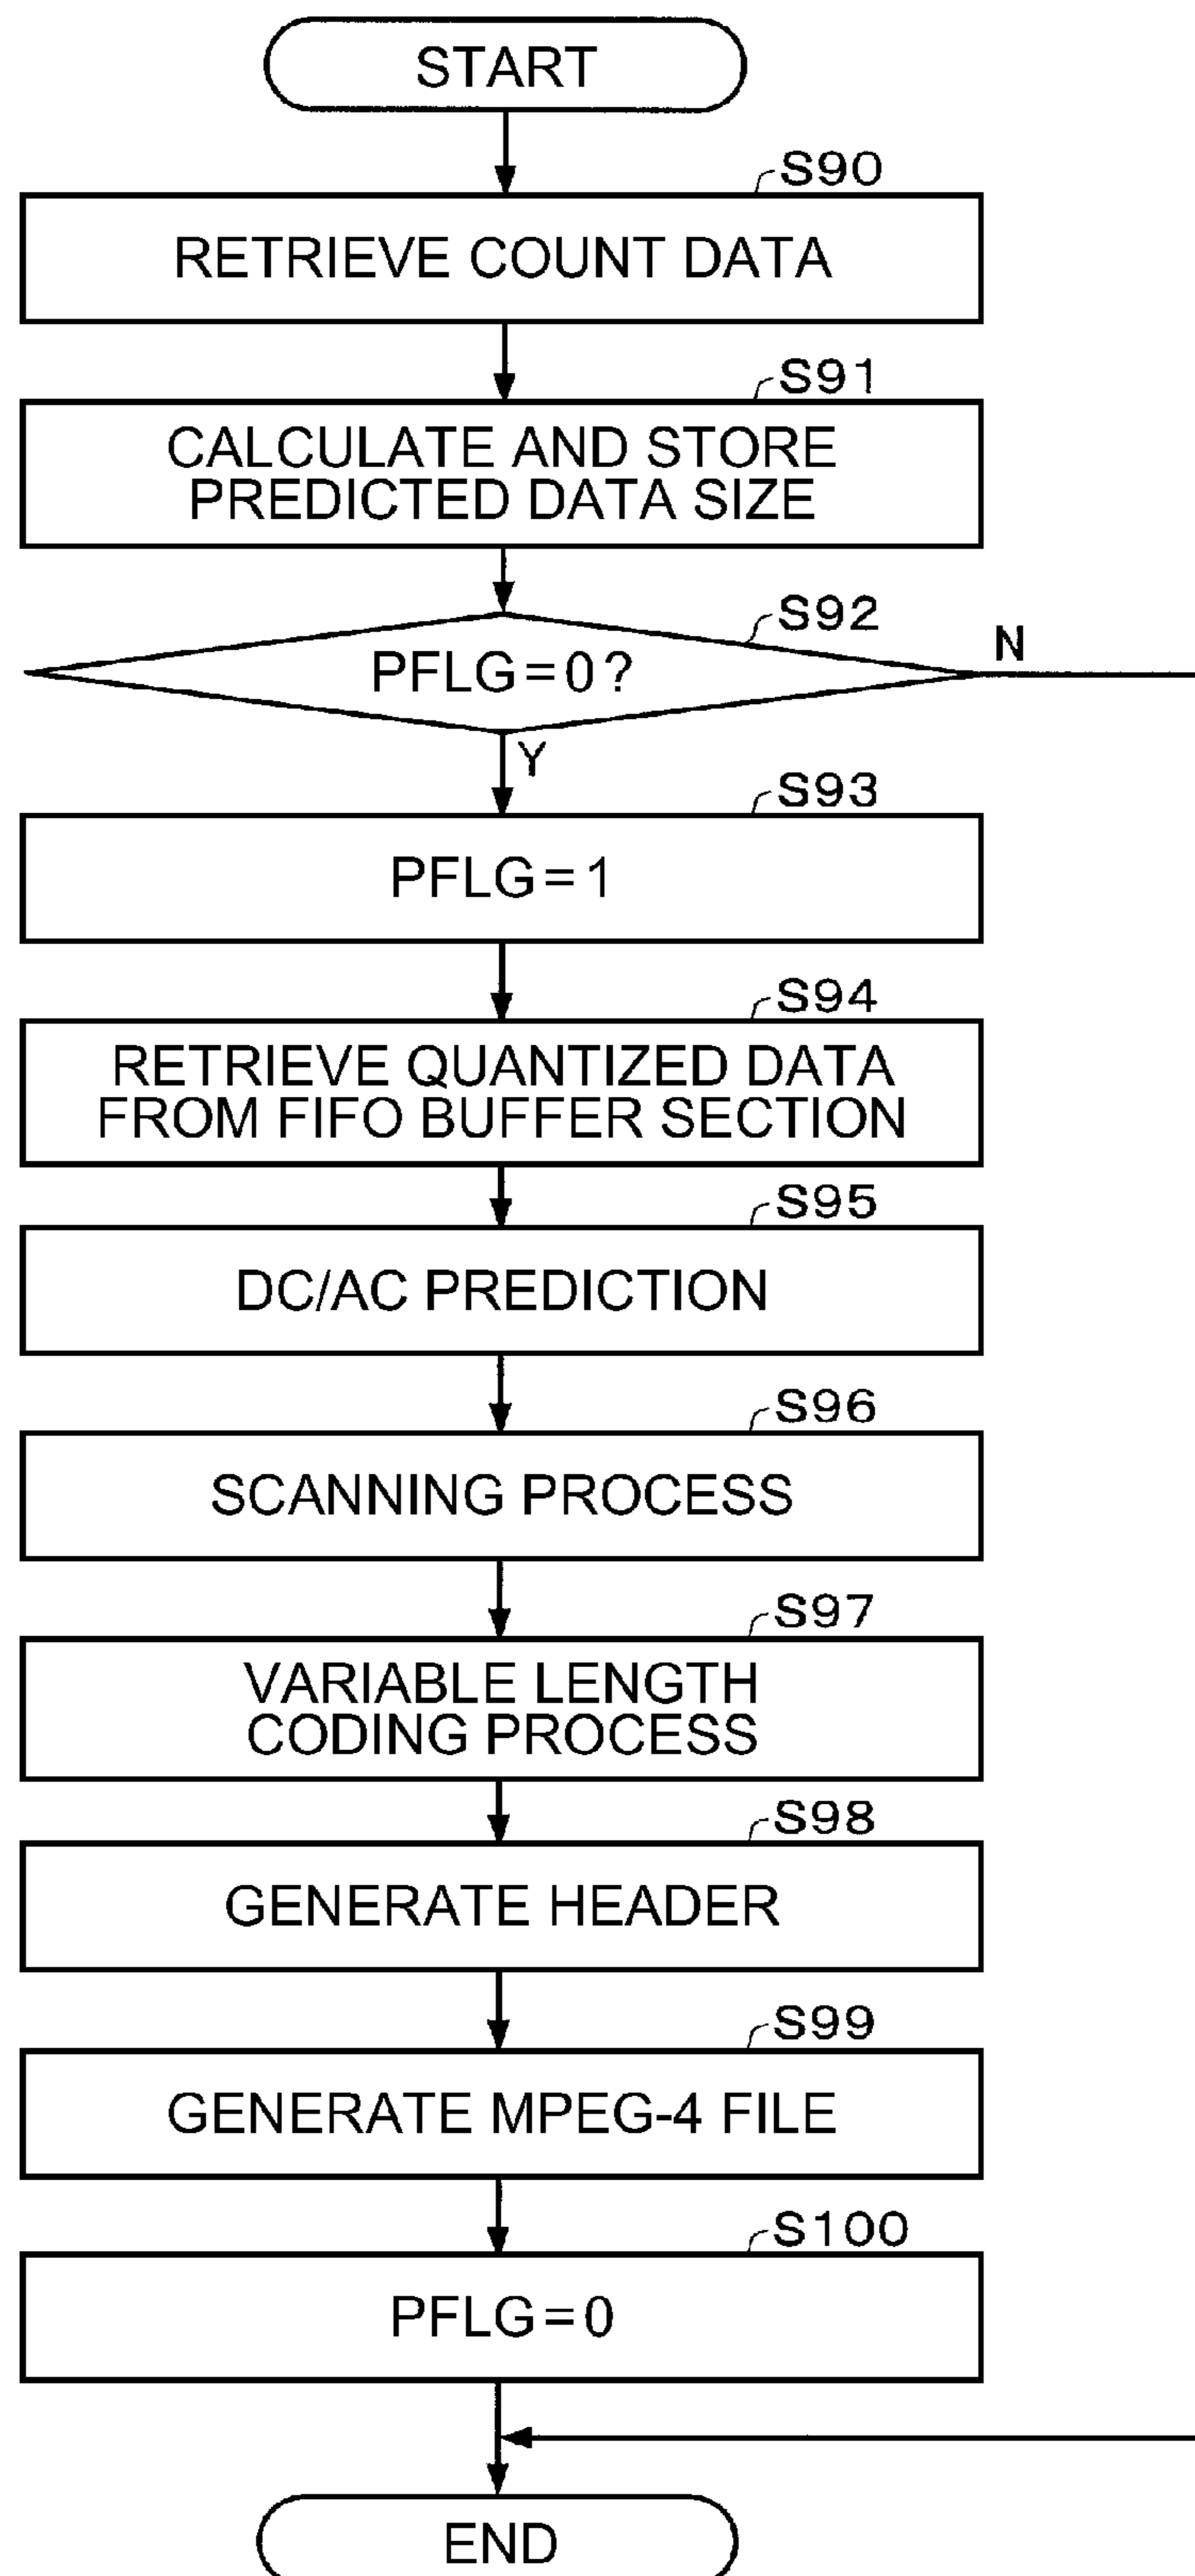 START
S90
RETRIEVE COUNT DATA
S91
CALCULATE AND STORE
PREDICTED DATA SIZE
S92
PFLG=0?
N
Y
S93
PFLG=1
S94
RETRIEVE QUANTIZED DATA
FROM FIFO BUFFER SECTION
S95
DC/AC PREDICTION
S96
SCANNING PROCESS
S97
VARIABLE LENGTH
CODING PROCESS
S98
GENERATE HEADER
S99
GENERATE MPEG-4 FILE
S100
PFLG=0
END